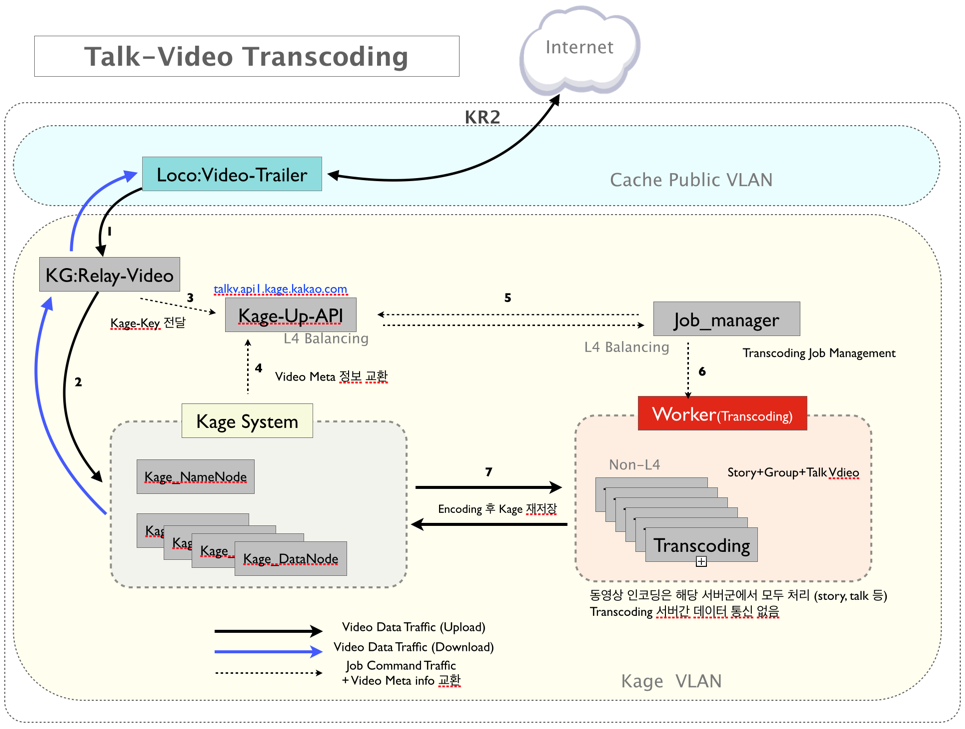 Talk-Video Transcoding
Internet
KR2
Loco:Video-Trailer
Cache Public VLAN
1
KG:Relay-Video
3
Kage-Key 전달
talkv.api1.kage.kakao.com
Kage-Up-API
L4 Balancing
5
Job_manager
L4 Balancing
Transcoding Job Management
4
Video Meta 정보 교환
6
2
Kage System
Worker(Transcoding)
Kage_NameNode
Non-L4
Story+Group+Talk Vdieo
7
Encoding 후 Kage 재저장
Kag
Kag
Kage_
Kage_DataNode
Transcoding
동영상 인코딩은 해당 서버군에서 모두 처리 (story, talk 등)
Transcoding 서버간 데이터 통신 없음
Video Data Traffic (Upload)
Video Data Traffic (Download)
Job Command Traffic
+ Video Meta info 교환
Kage VLAN